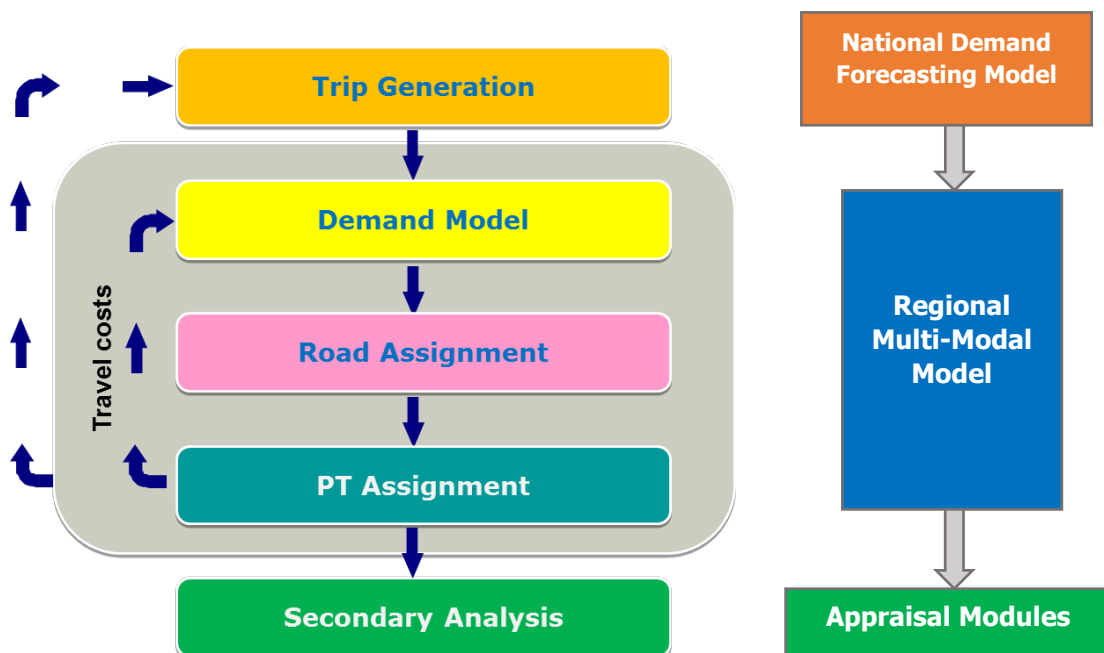 Trip Generation
Demand Model
Travel costs
Road Assignment
PT Assignment
Secondary Analysis
National Demand
Forecasting Model
Regional
Multi-Modal
Model
Appraisal Modules